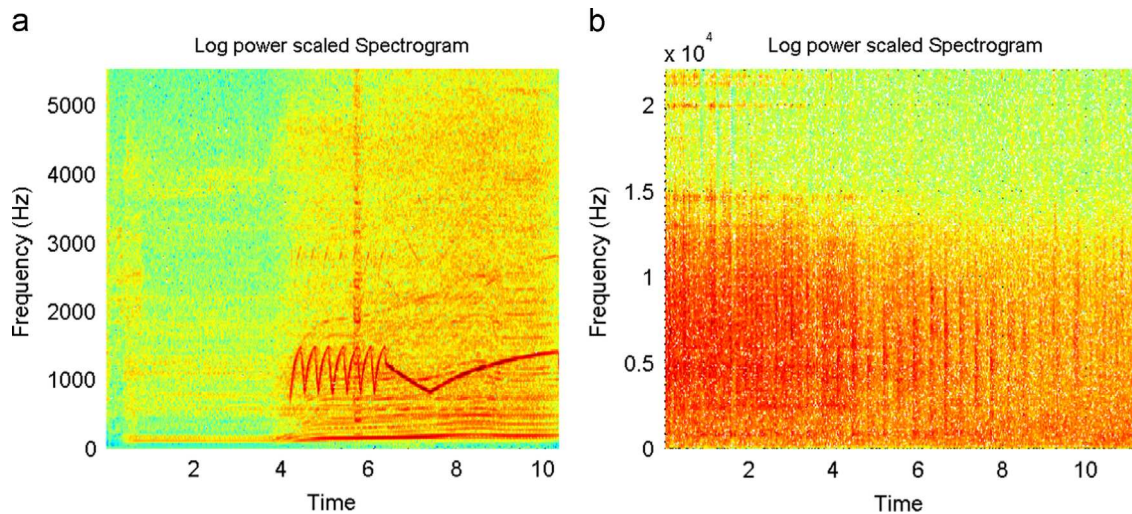 a
Log power scaled Spectrogram
5000
4000
3000
2000
1000
0
Frequency (Hz)
2 4 6 8 10
Time
b
Log power scaled Spectrogram
x 10^4
2
1.5
1
0.5
0
Frequency (Hz)
2 4 6 8 10
Time